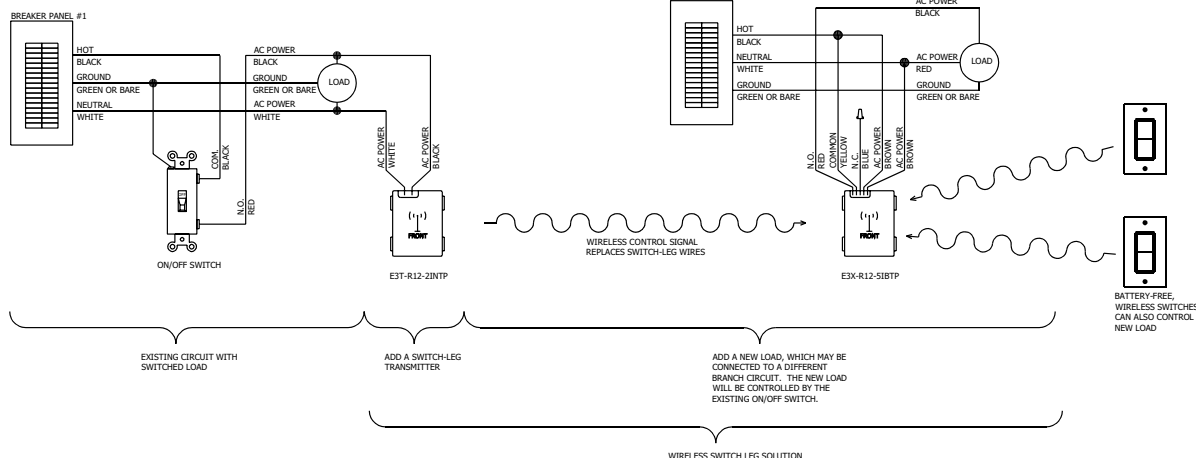 BREAKER PANEL #1
HOT
BLACK
GROUND
GREEN OR BARE
NEUTRAL
WHITE
AC POWER
BLACK
GROUND
GREEN OR BARE
AC POWER
WHITE
LOAD
COM.
BLACK
N.O.
RED
ON/OFF SWITCH
AC POWER
WHITE
AC POWER
BLACK
FRONT
E3T-R12-2INTP
WIRELESS CONTROL SIGNAL
REPLACES SWITCH-LEG WIRES
HOT
BLACK
NEUTRAL
WHITE
GROUND
GREEN OR BARE
AC POWER
BLACK
AC POWER
RED
GROUND
GREEN OR BARE
LOAD
N.O.
RED
COMMON
YELLOW
N.C.
BLUE
AC POWER
BROWN
AC POWER
BROWN
FRONT
E3X-R12-5IBTP
BATTERY-FREE,
WIRELESS SWITCHES
CAN ALSO CONTROL
NEW LOAD
EXISTING CIRCUIT WITH
SWITCHED LOAD
ADD A SWITCH-LEG
TRANSMITTER
ADD A NEW LOAD, WHICH MAY BE
CONNECTED TO A DIFFERENT
BRANCH CIRCUIT. THE NEW LOAD
WILL BE CONTROLLED BY THE
EXISTING ON/OFF SWITCH.
WIRELESS SWITCH LEG SOLUTION